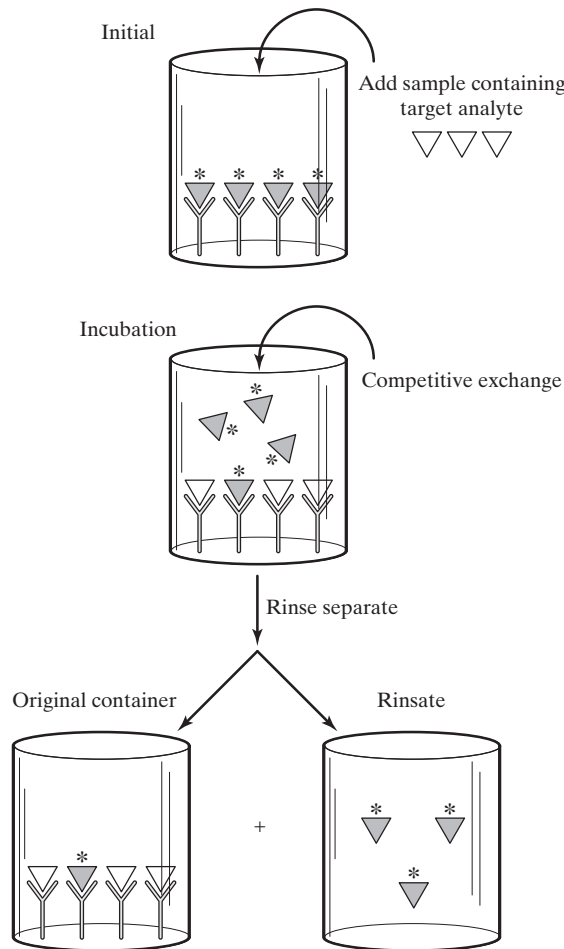 Initial
Add sample containing
target analyte
* * * *
Incubation
Competitive exchange
*
*
*
*
Rinse separate
Original container
Rinsate
*
+
* *
*